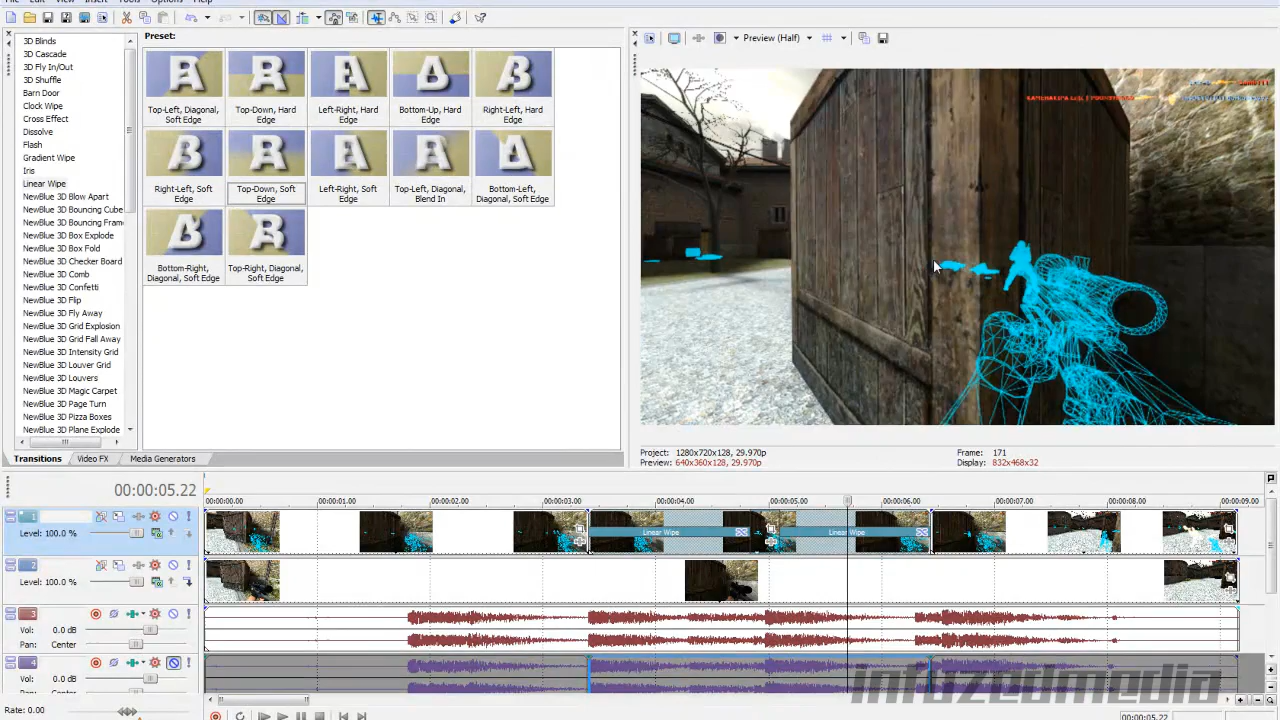 Tools
Options
Help
3D Blinds
3D Cascade
3D Fly In/Out
3D Shuffle
Barn Door
Clock Wipe
Cross Effect
Dissolve
Flash
Gradient Wipe
Iris
Linear Wipe
NewBlue 3D Blow Apart
NewBlue 3D Bouncing Cube
NewBlue 3D Bouncing Fram
NewBlue 3D Box Explode
NewBlue 3D Box Fold
NewBlue 3D Checker Board
NewBlue 3D Comb
NewBlue 3D Confetti
NewBlue 3D Flip
NewBlue 3D Fly Away
NewBlue 3D Grid Explosion
NewBlue 3D Grid Fall Away
NewBlue 3D Intensity Grid
NewBlue 3D Louver Grid
NewBlue 3D Louvers
NewBlue 3D Magic Carpet
NewBlue 3D Page Turn
NewBlue 3D Pizza Boxes
NewBlue 3D Plane Explode
Transitions
Video FX
Media Generators
Preset:
Top-Left, Diagonal,
Soft Edge
Top-Down, Hard
Edge
Edge
Edge
Right-Left, Hard
Edge
Right-Left, Soft
Edge
Top-Down, Soft
Edge
Left-Right, Soft
Edge
Top-Left, Diagonal,
Blend In
Bottom-Left,
Diagonal, Soft Edge
Bottom-Right,
Diagonal, Soft Edge
Top-Right, Diagonal,
Soft Edge
Preview (Half)
Project: 1280x720x128, 29.970p
Preview: 640x360x128, 29.970p
Frame: 171
Display: 832x468x32
00:00:05.22
00:00:00.00
00:00:01.00
00:00:02.00
00:00:03.00
00:00:04.00
00:00:05.00
00:00:06.00
00:00:07.00
00:00:08.00
00:00:09.00
1
Level: 100.0 %
Linear Wipe
Linear Wipe
2
Level: 100.0 %
3
Vol: 0.0 dB
Pan: Center
4
Vol: 0.0 dB
Rate: 0.00
infuzedmedia
00:00:05.22